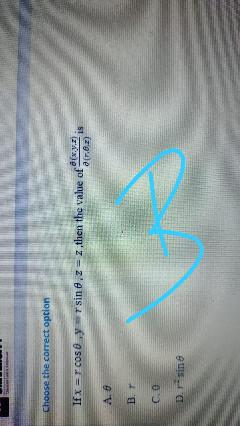 Choose the correct option
If x = r cos θ , y = r sin θ , z = z , then the value of ∂(x,y,z)/∂(r,θ,z) is
A. θ
B. r
C. 0
D. r² sin θ
B